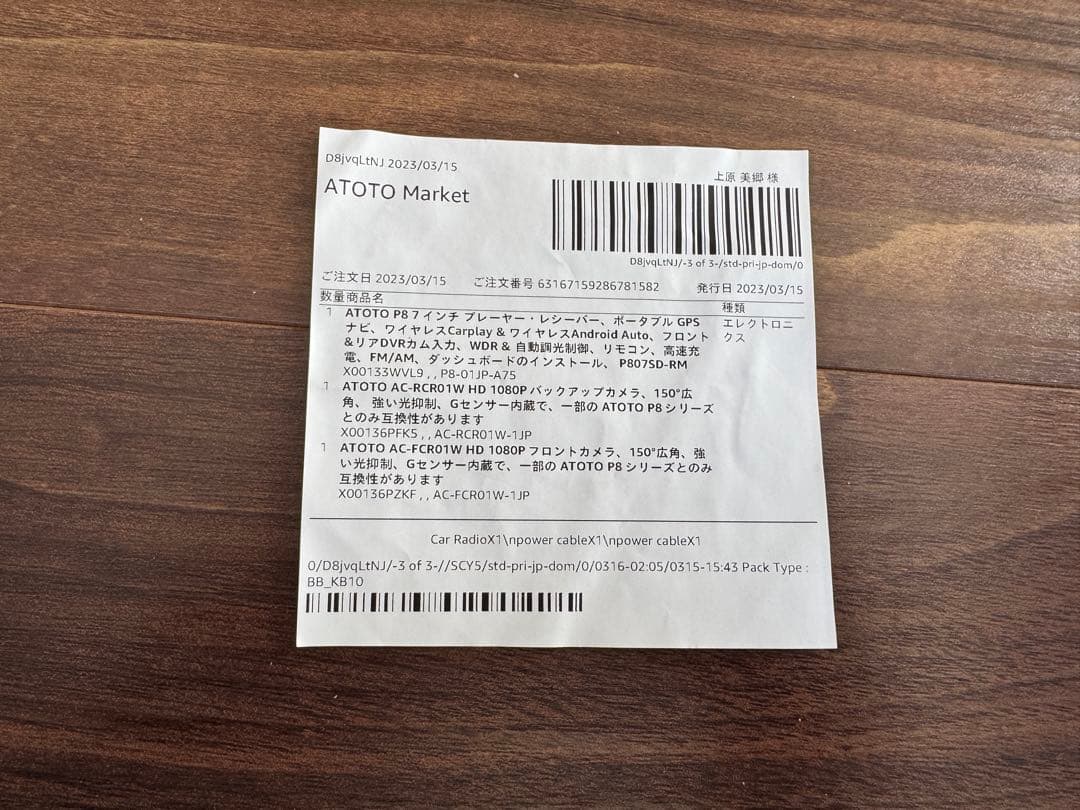 D8jvqLtNJ 2023/03/15
上原 美郷 様
ATOTO Market
D8jvqLtNJ/-3 of 3-/std-pri-jp-dom/0
ご注文日 2023/03/15 ご注文番号 63167159286781582 発行日 2023/03/15
数量商品名 種類
1 ATOTO P8 7 インチ プレーヤー・レシーバー、ポータブル GPS エレクトロニ
ナビ、ワイヤレスCarplay & ワイヤレスAndroid Auto、フロント クス
&リアDVRカム入力、WDR & 自動調光制御、リモコン、高速充
電、FM/AM、ダッシュボードのインストール、 P807SD-RM
X00133WVL9 , , P8-01JP-A75
1 ATOTO AC-RCR01W HD 1080P バックアップカメラ、150°広
角、 強い光抑制、Gセンサー内蔵で、一部の ATOTO P8 シリーズ
とのみ互換性があります
X00136PFK5 , , AC-RCR01W-1JP
1 ATOTO AC-FCR01W HD 1080P フロントカメラ、150°広角、強
い光抑制、Gセンサー内蔵で、一部の ATOTO P8 シリーズとのみ
互換性があります
X00136PZKF , , AC-FCR01W-1JP
Car RadioX1\npower cableX1\npower cableX1
0/D8jvqLtNJ/-3 of 3-//SCY5/std-pri-jp-dom/0/0316-02:05/0315-15:43 Pack Type :
BB_KB10